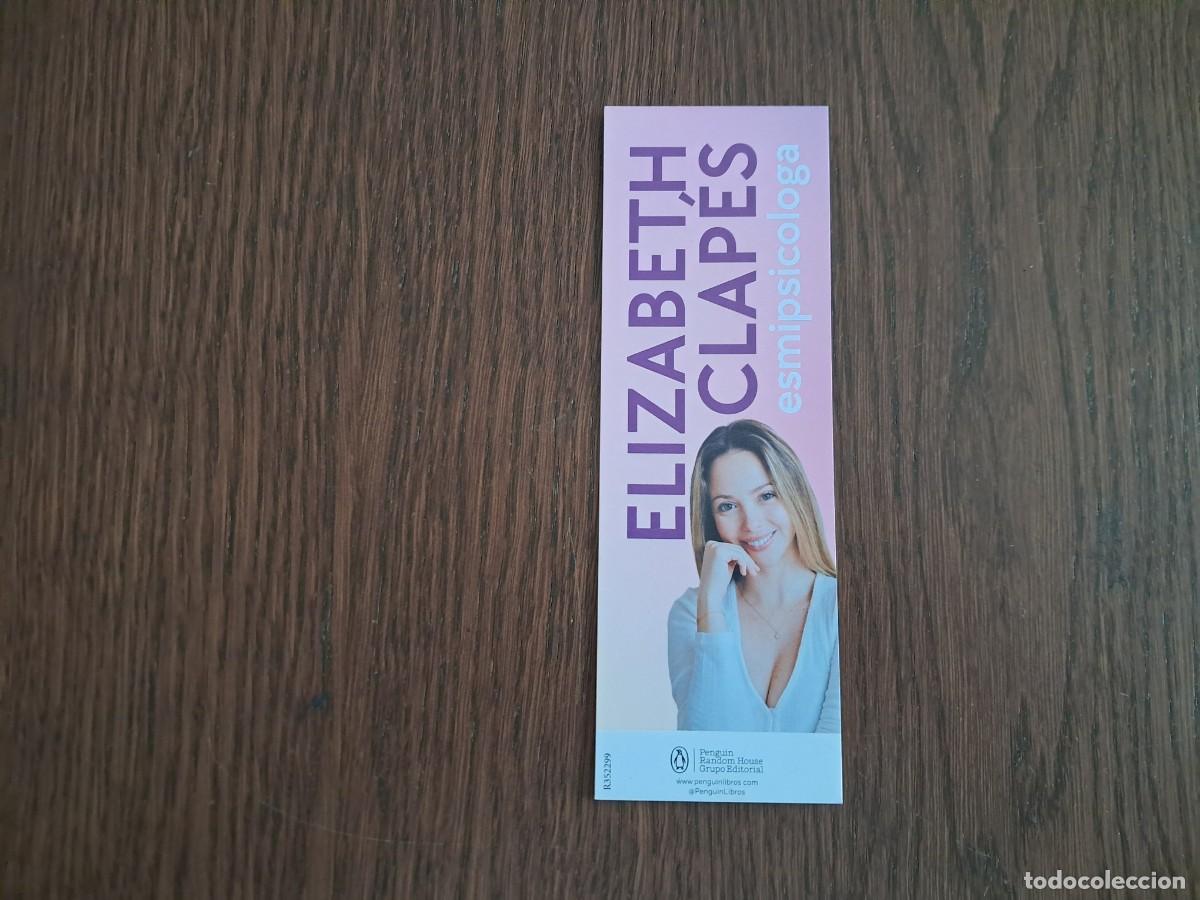 ELIZABETH
CLAPÉS
esmipsicologa
R352299
Penguin
Random House
Grupo Editorial
www.penguinlibros.com
@PenguinLibros
todocoleccion